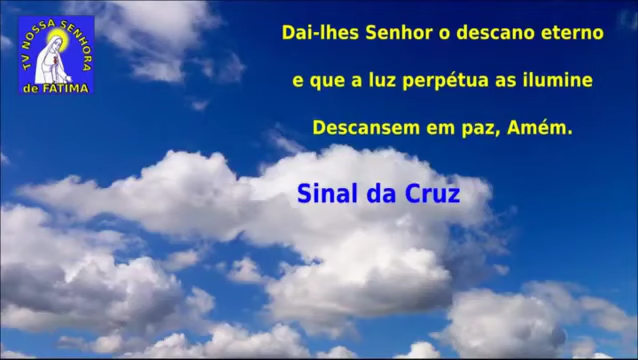 TV NOSSA SENHORA
de FÁTIMA
Dai-lhes Senhor o descano eterno
e que a luz perpétua as ilumine
Descansem em paz, Amém.
Sinal da Cruz